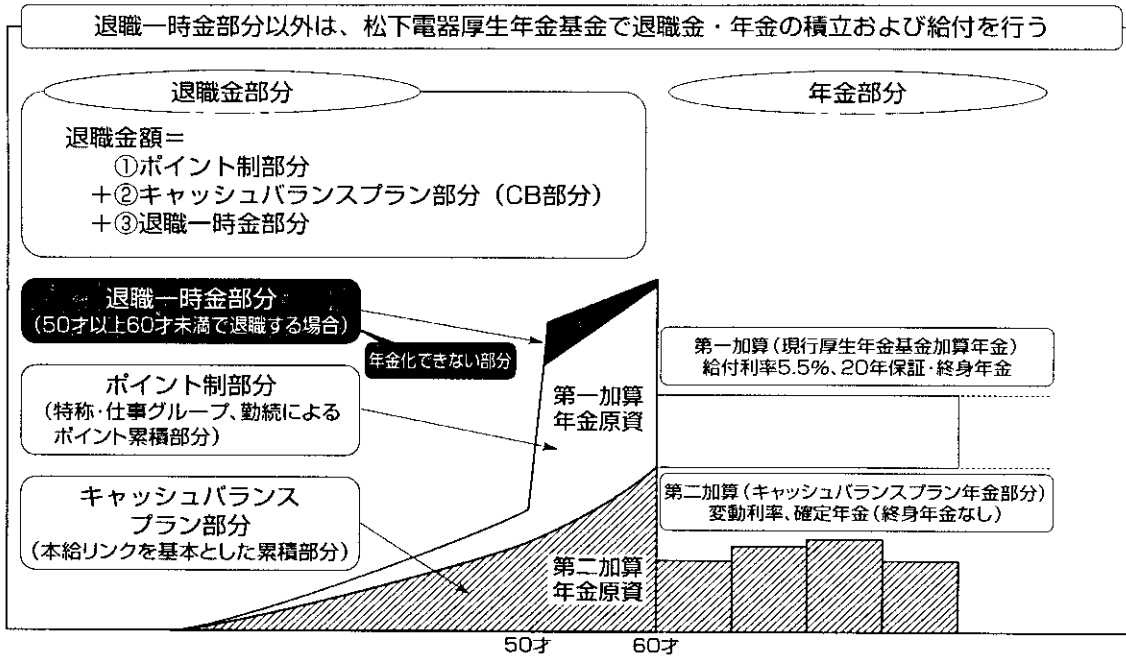 退職一時金部分以外は、松下電器厚生年金基金で退職金・年金の積立および給付を行う
退職金部分
年金部分
退職金額＝
①ポイント制部分
＋②キャッシュバランスプラン部分（CB部分）
＋③退職一時金部分
退職一時金部分
（50才以上60才未満で退職する場合）
年金化できない部分
ポイント制部分
（特称・仕事グループ、勤続による
ポイント累積部分）
キャッシュバランス
プラン部分
（本給リンクを基本とした累積部分）
第一加算
年金原資
第二加算
年金原資
第一加算（現行厚生年金基金加算年金）
給付利率5.5%、20年保証・終身年金
第二加算（キャッシュバランスプラン年金部分）
変動利率、確定年金（終身年金なし）
50才
60才